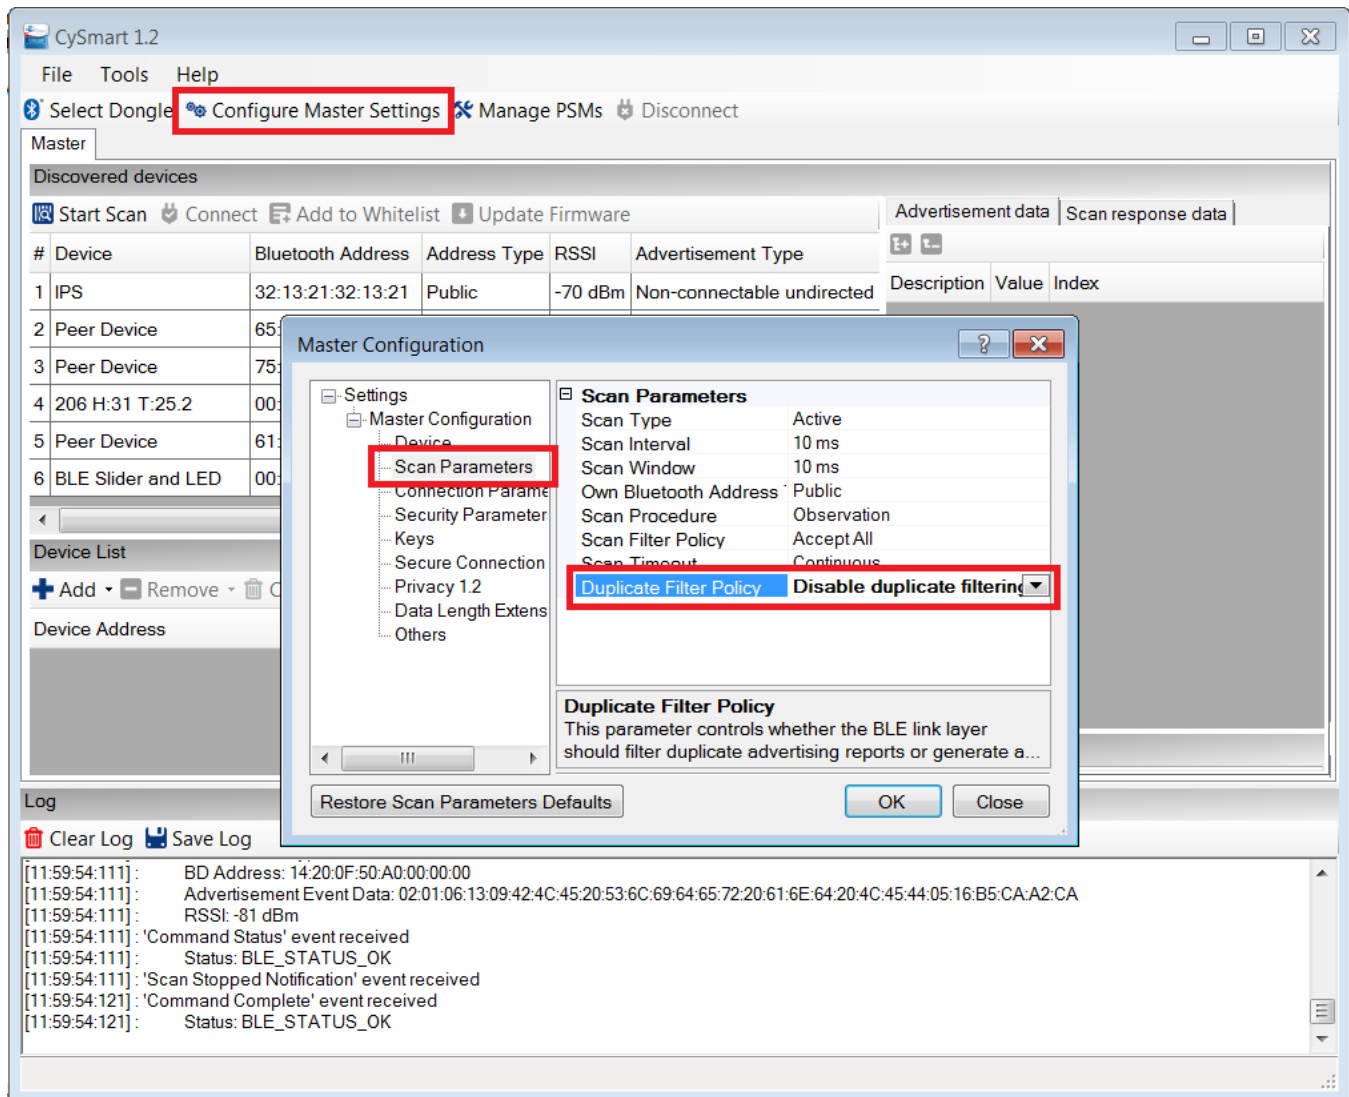 CySmart 1.2
File Tools Help
Select Dongle Configure Master Settings Manage PSMs Disconnect
Master
Discovered devices
Start Scan Connect Add to Whitelist Update Firmware
Advertisement data Scan response data
# Device Bluetooth Address Address Type RSSI Advertisement Type
Description Value Index
1 IPS 32:13:21:32:13:21 Public -70 dBm Non-connectable undirected
2 Peer Device 65:
3 Peer Device 75:
4 206 H:31 T:25.2 00:
5 Peer Device 61:
6 BLE Slider and LED 00:
Device List
Add Remove
Device Address
Master Configuration
Settings
Master Configuration
Device
Scan Parameters
Connection Parame
Security Parameter
Keys
Secure Connection
Privacy 1.2
Data Length Extens
Others
Scan Parameters
Scan Type Active
Scan Interval 10 ms
Scan Window 10 ms
Own Bluetooth Address Public
Scan Procedure Observation
Scan Filter Policy Accept All
Scan Timeout Continuous
Duplicate Filter Policy Disable duplicate filtering
Duplicate Filter Policy
This parameter controls whether the BLE link layer
should filter duplicate advertising reports or generate a...
Restore Scan Parameters Defaults OK Close
Log
Clear Log Save Log
[11:59:54:111] : BD Address: 14:20:0F:50:A0:00:00:00
[11:59:54:111] : Advertisement Event Data: 02:01:06:13:09:42:4C:45:20:53:6C:69:64:65:72:20:61:6E:64:20:4C:45:44:05:16:B5:CA:A2:CA
[11:59:54:111] : RSSI: -81 dBm
[11:59:54:111] : 'Command Status' event received
[11:59:54:111] : Status: BLE_STATUS_OK
[11:59:54:111] : 'Scan Stopped Notification' event received
[11:59:54:121] : 'Command Complete' event received
[11:59:54:121] : Status: BLE_STATUS_OK